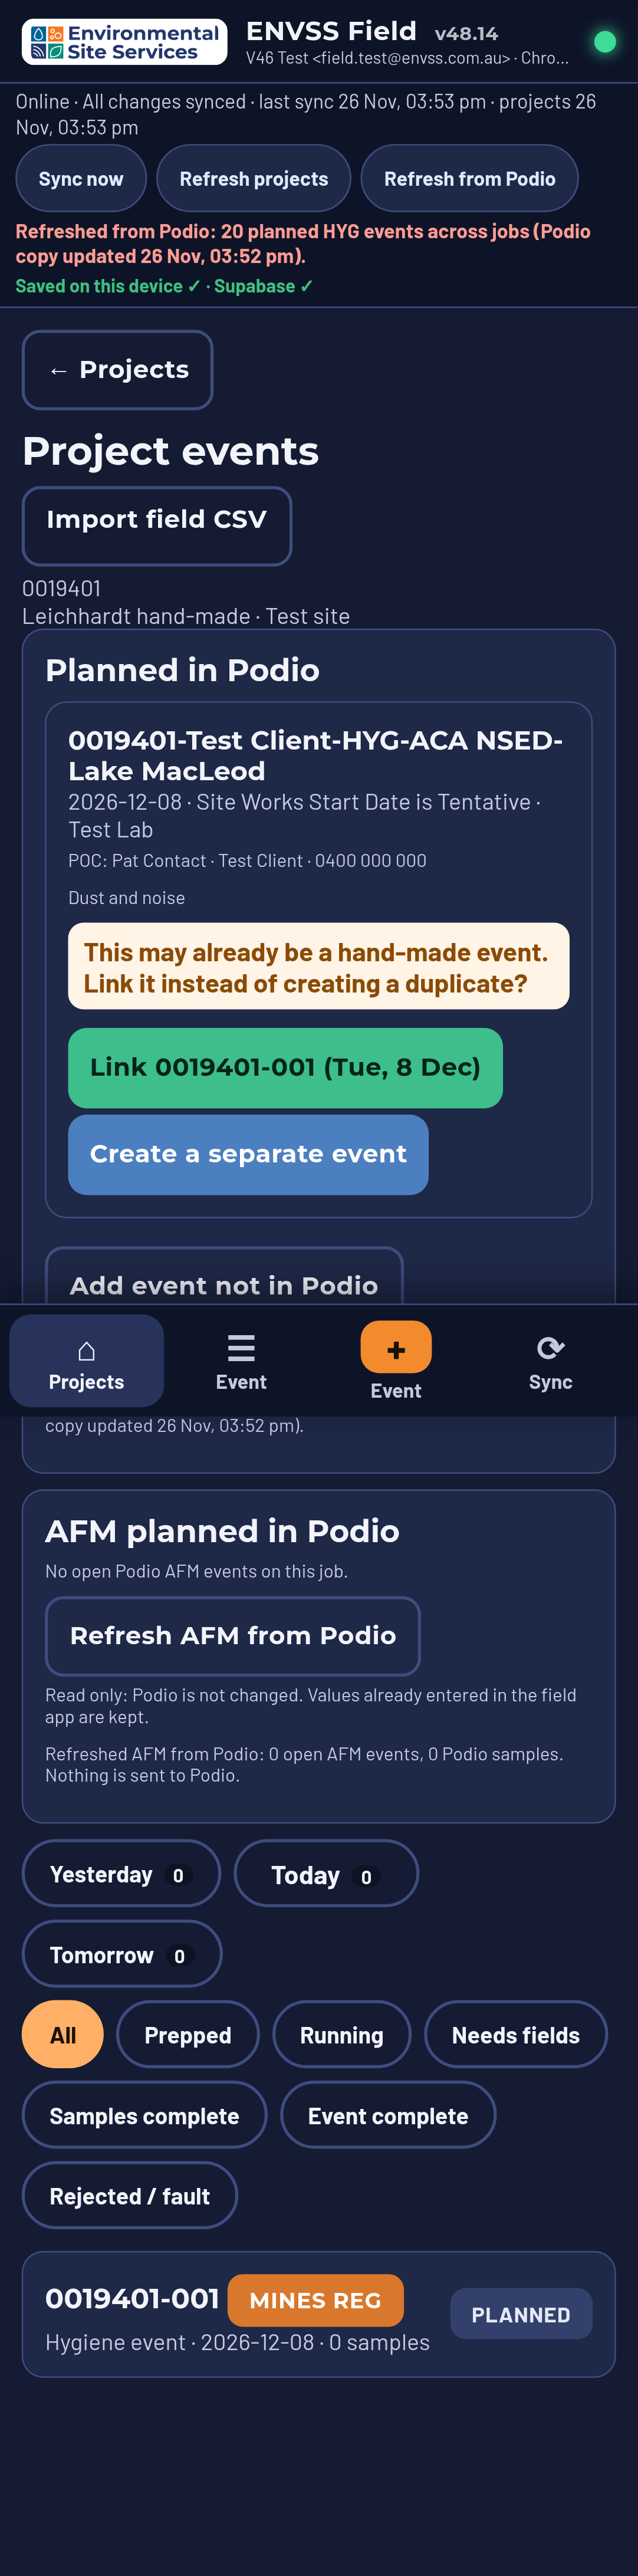 Environmental
Site Services
ENVSS Field v48.14
V46 Test <field.test@envss.com.au> · Chro...
Online · All changes synced · last sync 26 Nov, 03:53 pm · projects 26
Nov, 03:53 pm
Sync now
Refresh projects
Refresh from Podio
Refreshed from Podio: 20 planned HYG events across jobs (Podio
copy updated 26 Nov, 03:52 pm).
Saved on this device ✓ · Supabase ✓
← Projects
Project events
Import field CSV
0019401
Leichhardt hand-made · Test site
Planned in Podio
0019401-Test Client-HYG-ACA NSED-
Lake MacLeod
2026-12-08 · Site Works Start Date is Tentative ·
Test Lab
POC: Pat Contact · Test Client · 0400 000 000
Dust and noise
This may already be a hand-made event.
Link it instead of creating a duplicate?
Link 0019401-001 (Tue, 8 Dec)
Create a separate event
Add event not in Podio
Projects
Event
+
Event
Sync
copy updated 26 Nov, 03:52 pm).
AFM planned in Podio
No open Podio AFM events on this job.
Refresh AFM from Podio
Read only: Podio is not changed. Values already entered in the field
app are kept.
Refreshed AFM from Podio: 0 open AFM events, 0 Podio samples.
Nothing is sent to Podio.
Yesterday 0
Today 0
Tomorrow 0
All
Prepped
Running
Needs fields
Samples complete
Event complete
Rejected / fault
0019401-001 MINES REG
PLANNED
Hygiene event · 2026-12-08 · 0 samples